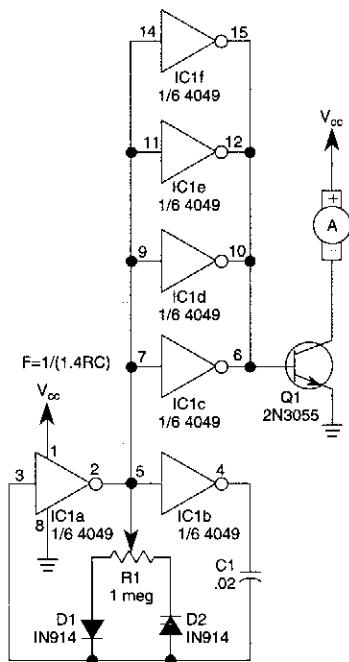 14
15
IC1f
1/6 4049
11
12
IC1e
1/6 4049
Vcc
+
A
-
9
10
IC1d
1/6 4049
F=1/(1.4RC)
7
6
IC1c
1/6 4049
Q1
2N3055
Vcc
1
3
2
5
4
8
IC1a
1/6 4049
IC1b
1/6 4049
R1
1 meg
C1
.02
D1
IN914
D2
IN914